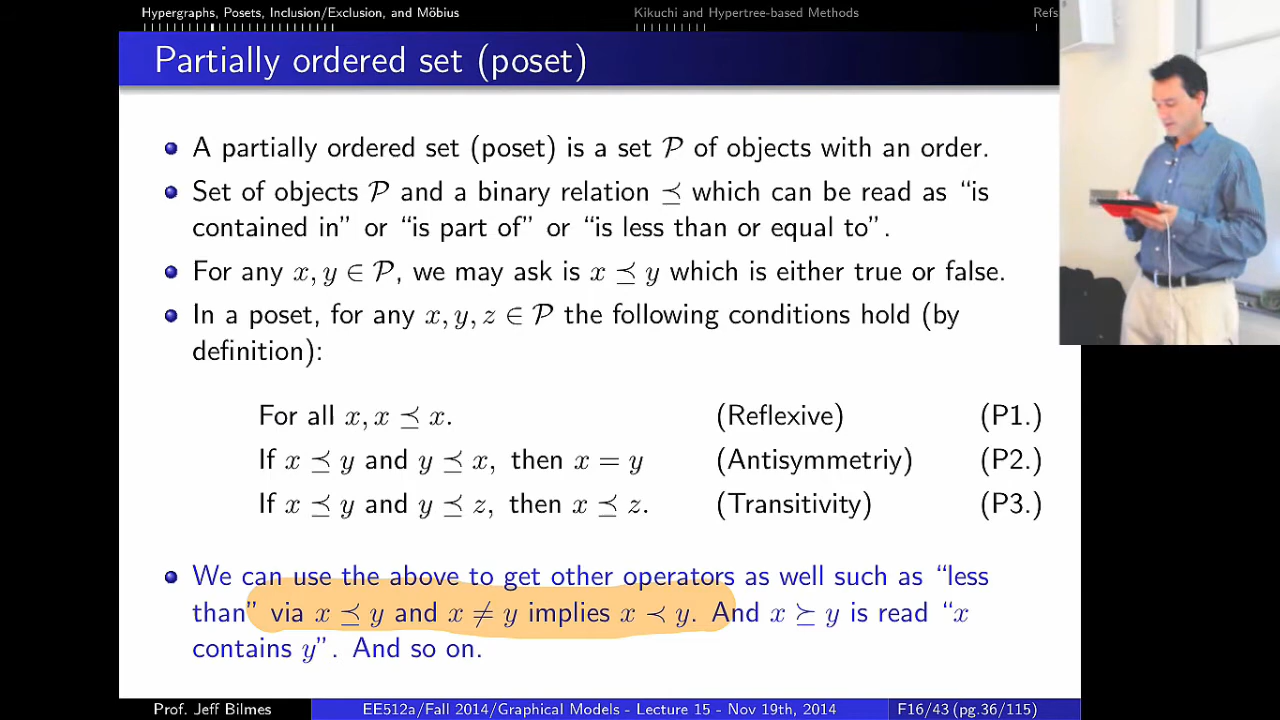 Hypergraphs, Posets, Inclusion/Exclusion, and Möbius
Kikuchi and Hypertree-based Methods
Refs
Partially ordered set (poset)
A partially ordered set (poset) is a set 𝒫 of objects with an order.
Set of objects 𝒫 and a binary relation ⪯ which can be read as “is
contained in” or “is part of” or “is less than or equal to”.
For any x, y ∈ 𝒫, we may ask is x ⪯ y which is either true or false.
In a poset, for any x, y, z ∈ 𝒫 the following conditions hold (by
definition):
For all x, x ⪯ x. (Reflexive) (P1.)
If x ⪯ y and y ⪯ x, then x = y (Antisymmetriy) (P2.)
If x ⪯ y and y ⪯ z, then x ⪯ z. (Transitivity) (P3.)
We can use the above to get other operators as well such as “less
than” via x ⪯ y and x ≠ y implies x ≺ y. And x ⪰ y is read “x
contains y”. And so on.
Prof. Jeff Bilmes
EE512a/Fall 2014/Graphical Models - Lecture 15 - Nov 19th, 2014
F16/43 (pg.36/115)